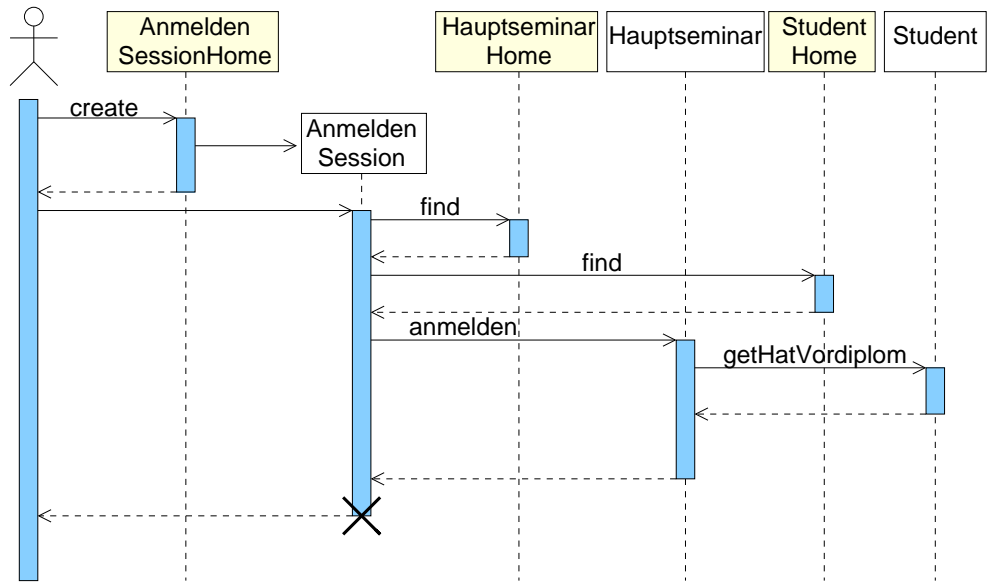 Anmelden
SessionHome
Hauptseminar
Home
Hauptseminar
Student
Home
Student
create
Anmelden
Session
find
find
anmelden
getHatVordiplom